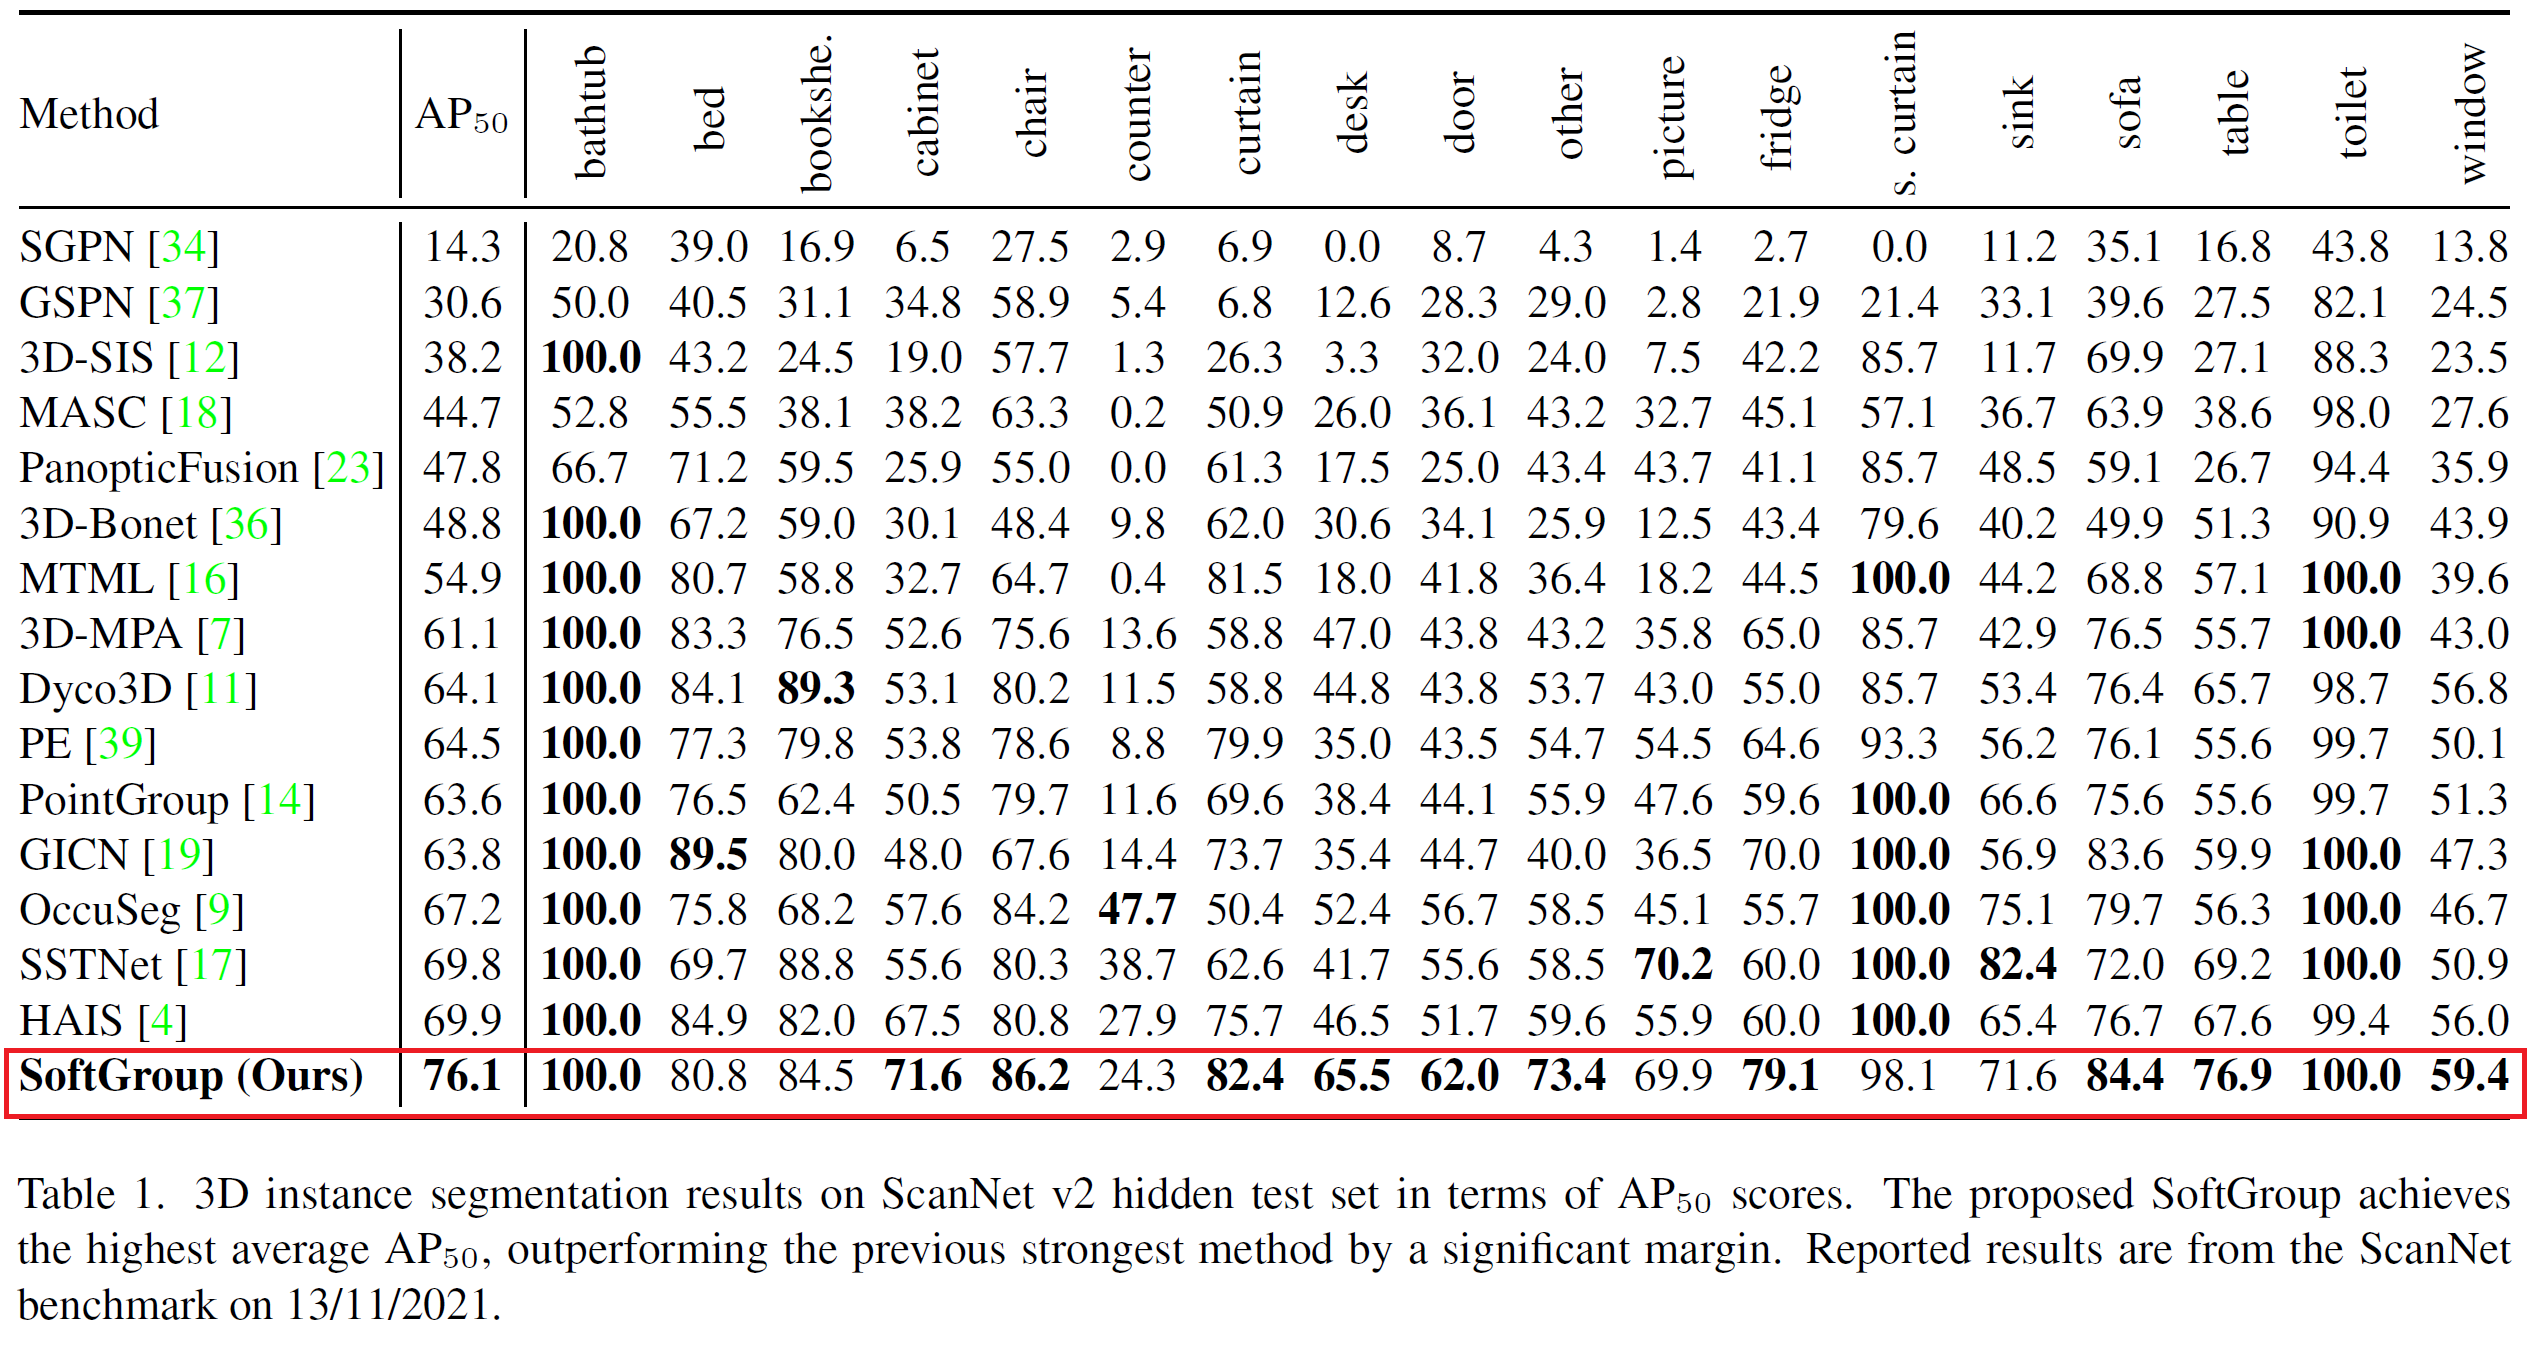 Method AP50 bathtub bed bookshe. cabinet chair counter curtain desk door other picture fridge s. curtain sink sofa table toilet window
SGPN [34] 14.3 20.8 39.0 16.9 6.5 27.5 2.9 6.9 0.0 8.7 4.3 1.4 2.7 0.0 11.2 35.1 16.8 43.8 13.8
GSPN [37] 30.6 50.0 40.5 31.1 34.8 58.9 5.4 6.8 12.6 28.3 29.0 2.8 21.9 21.4 33.1 39.6 27.5 82.1 24.5
3D-SIS [12] 38.2 100.0 43.2 24.5 19.0 57.7 1.3 26.3 3.3 32.0 24.0 7.5 42.2 85.7 11.7 69.9 27.1 88.3 23.5
MASC [18] 44.7 52.8 55.5 38.1 38.2 63.3 0.2 50.9 26.0 36.1 43.2 32.7 45.1 57.1 36.7 63.9 38.6 98.0 27.6
PanopticFusion [23] 47.8 66.7 71.2 59.5 25.9 55.0 0.0 61.3 17.5 25.0 43.4 43.7 41.1 85.7 48.5 59.1 26.7 94.4 35.9
3D-Bonet [36] 48.8 100.0 67.2 59.0 30.1 48.4 9.8 62.0 30.6 34.1 25.9 12.5 43.4 79.6 40.2 49.9 51.3 90.9 43.9
MTML [16] 54.9 100.0 80.7 58.8 32.7 64.7 0.4 81.5 18.0 41.8 36.4 18.2 44.5 100.0 44.2 68.8 57.1 100.0 39.6
3D-MPA [7] 61.1 100.0 83.3 76.5 52.6 75.6 13.6 58.8 47.0 43.8 43.2 35.8 65.0 85.7 42.9 76.5 55.7 100.0 43.0
Dyco3D [11] 64.1 100.0 84.1 89.3 53.1 80.2 11.5 58.8 44.8 43.8 53.7 43.0 55.0 85.7 53.4 76.4 65.7 98.7 56.8
PE [39] 64.5 100.0 77.3 79.8 53.8 78.6 8.8 79.9 35.0 43.5 54.7 54.5 64.6 93.3 56.2 76.1 55.6 99.7 50.1
PointGroup [14] 63.6 100.0 76.5 62.4 50.5 79.7 11.6 69.6 38.4 44.1 55.9 47.6 59.6 100.0 66.6 75.6 55.6 99.7 51.3
GICN [19] 63.8 100.0 89.5 80.0 48.0 67.6 14.4 73.7 35.4 44.7 40.0 36.5 70.0 100.0 56.9 83.6 59.9 100.0 47.3
OccuSeg [9] 67.2 100.0 75.8 68.2 57.6 84.2 47.7 50.4 52.4 56.7 58.5 45.1 55.7 100.0 75.1 79.7 56.3 100.0 46.7
SSTNet [17] 69.8 100.0 69.7 88.8 55.6 80.3 38.7 62.6 41.7 55.6 58.5 70.2 60.0 100.0 82.4 72.0 69.2 100.0 50.9
HAIS [4] 69.9 100.0 84.9 82.0 67.5 80.8 27.9 75.7 46.5 51.7 59.6 55.9 60.0 100.0 65.4 76.7 67.6 99.4 56.0
SoftGroup (Ours) 76.1 100.0 80.8 84.5 71.6 86.2 24.3 82.4 65.5 62.0 73.4 69.9 79.1 98.1 71.6 84.4 76.9 100.0 59.4
Table 1. 3D instance segmentation results on ScanNet v2 hidden test set in terms of AP50 scores. The proposed SoftGroup achieves
the highest average AP50, outperforming the previous strongest method by a significant margin. Reported results are from the ScanNet
benchmark on 13/11/2021.